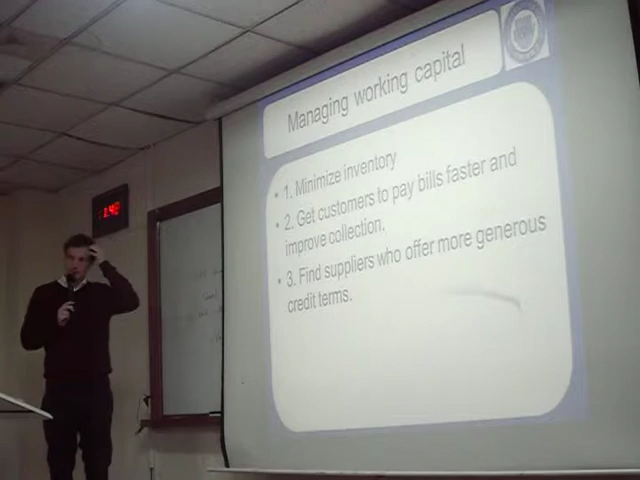 Managing working capital
• 1. Minimize inventory
• 2. Get customers to pay bills faster and
improve collection.
• 3. Find suppliers who offer more generous
credit terms.